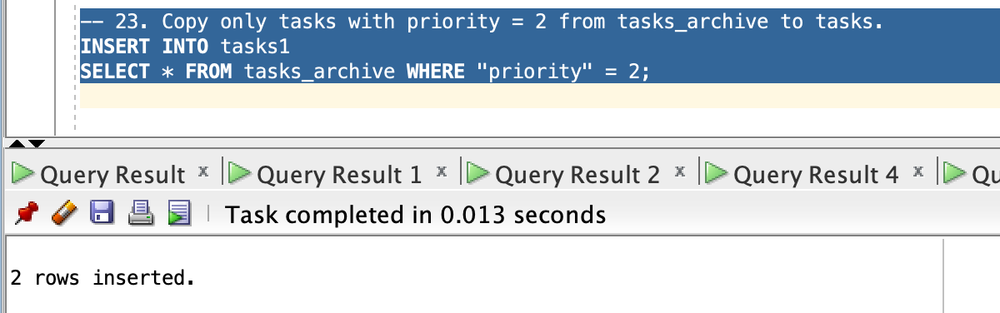 -- 23. Copy only tasks with priority = 2 from tasks_archive to tasks.
INSERT INTO tasks1
SELECT * FROM tasks_archive WHERE "priority" = 2;
Query Result x Query Result 1 x Query Result 2 x Query Result 4 x Qu
Task completed in 0.013 seconds
2 rows inserted.